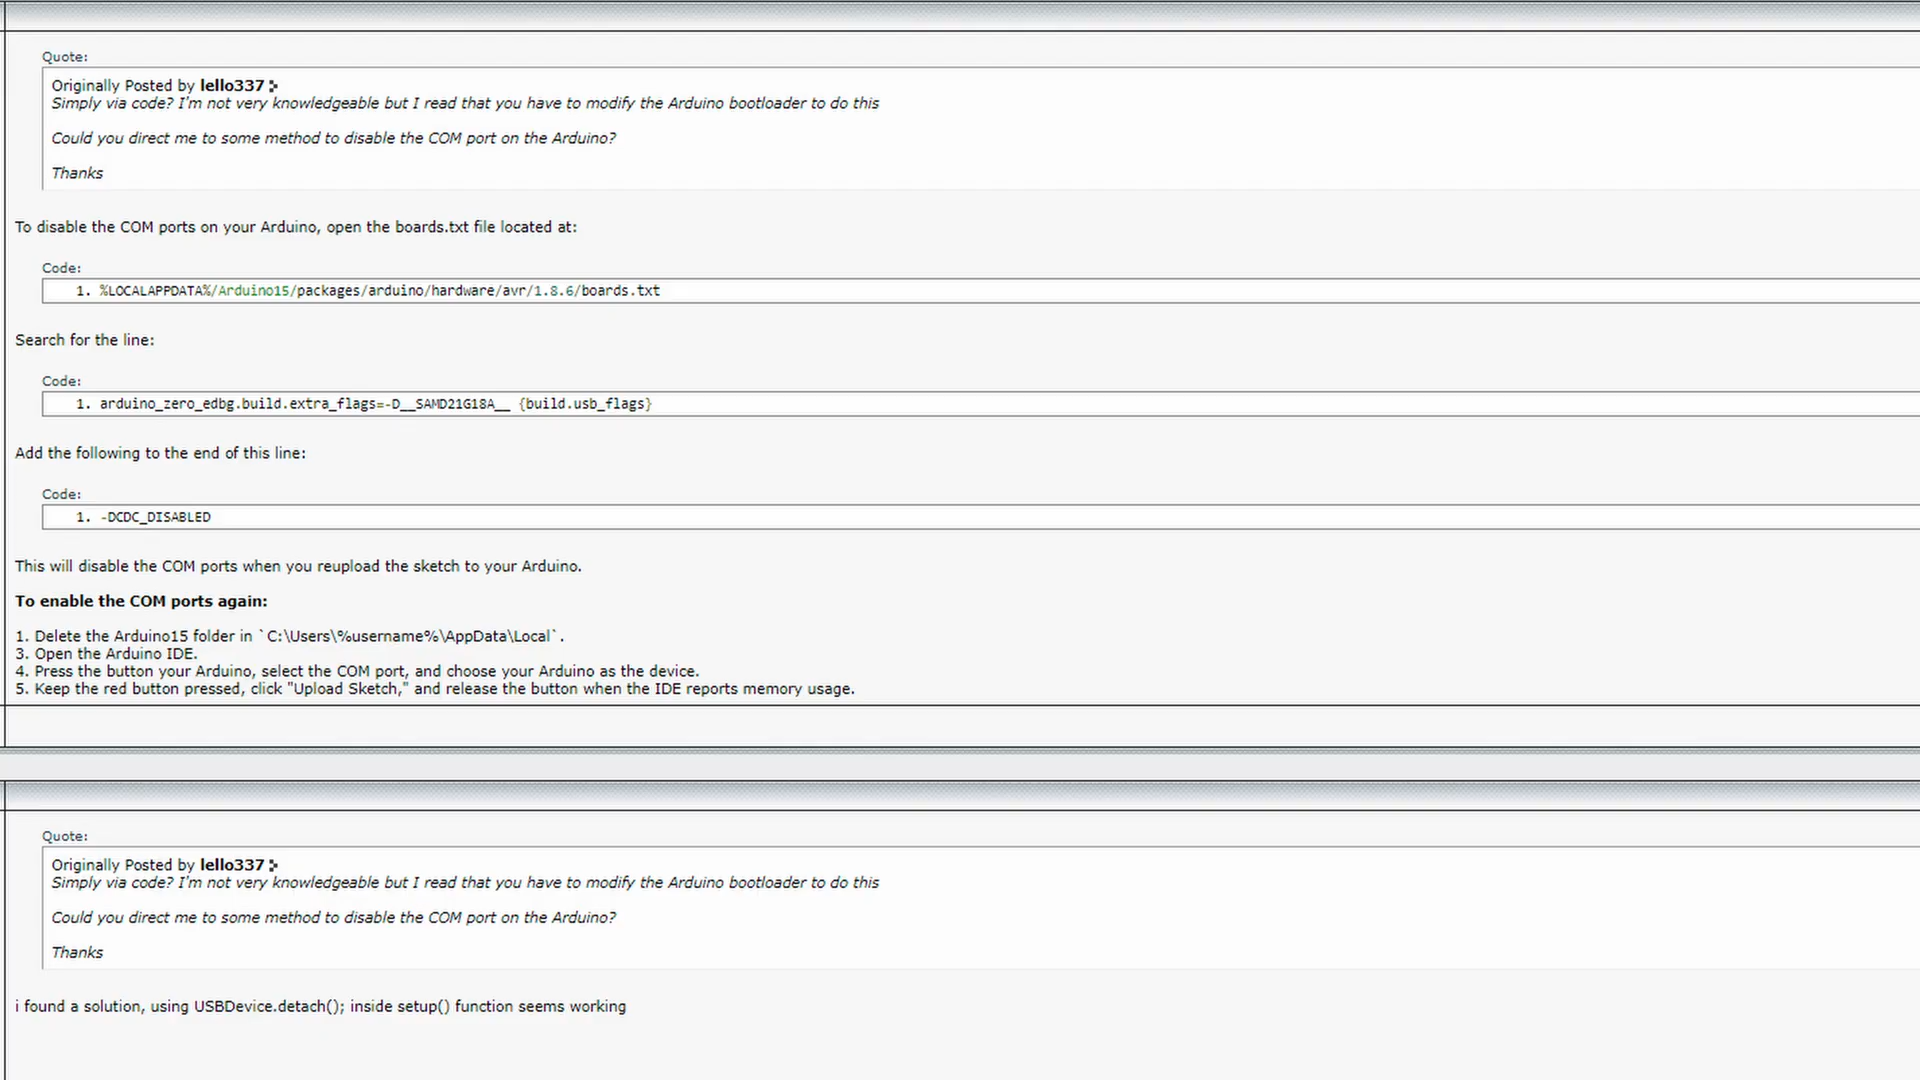 Quote:
Originally Posted by lello337
Simply via code? I'm not very knowledgeable but I read that you have to modify the Arduino bootloader to do this
Could you direct me to some method to disable the COM port on the Arduino?
Thanks
To disable the COM ports on your Arduino, open the boards.txt file located at:
Code:
1. %LOCALAPPDATA%/Arduino15/packages/arduino/hardware/avr/1.8.6/boards.txt
Search for the line:
Code:
1. arduino_zero_edbg.build.extra_flags=-D__SAMD21G18A__ {build.usb_flags}
Add the following to the end of this line:
Code:
1. -DCDC_DISABLED
This will disable the COM ports when you reupload the sketch to your Arduino.
To enable the COM ports again:
1. Delete the Arduino15 folder in `C:\Users\%username%\AppData\Local`.
3. Open the Arduino IDE.
4. Press the button your Arduino, select the COM port, and choose your Arduino as the device.
5. Keep the red button pressed, click "Upload Sketch," and release the button when the IDE reports memory usage.
Quote:
Originally Posted by lello337
Simply via code? I'm not very knowledgeable but I read that you have to modify the Arduino bootloader to do this
Could you direct me to some method to disable the COM port on the Arduino?
Thanks
i found a solution, using USBDevice.detach(); inside setup() function seems working